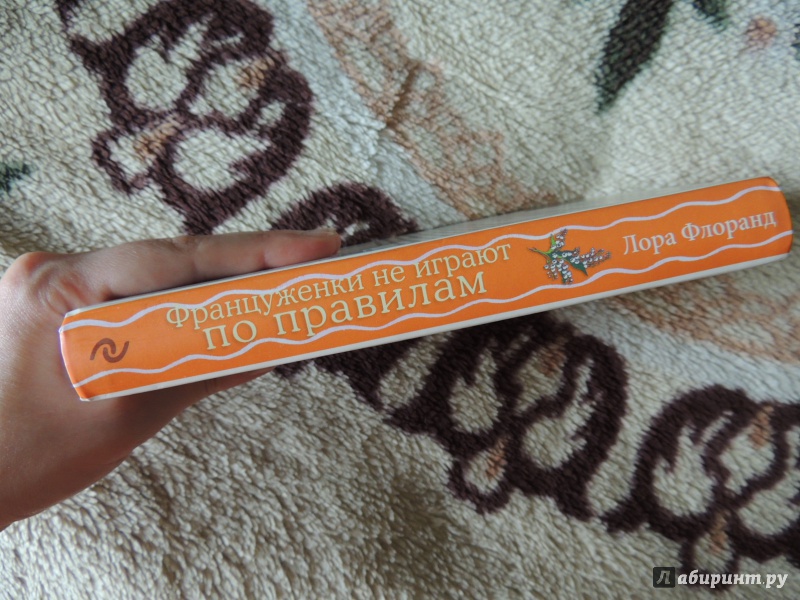 Француженки не играют
по правилам
Лора Флоранд
Лабиринт.ру